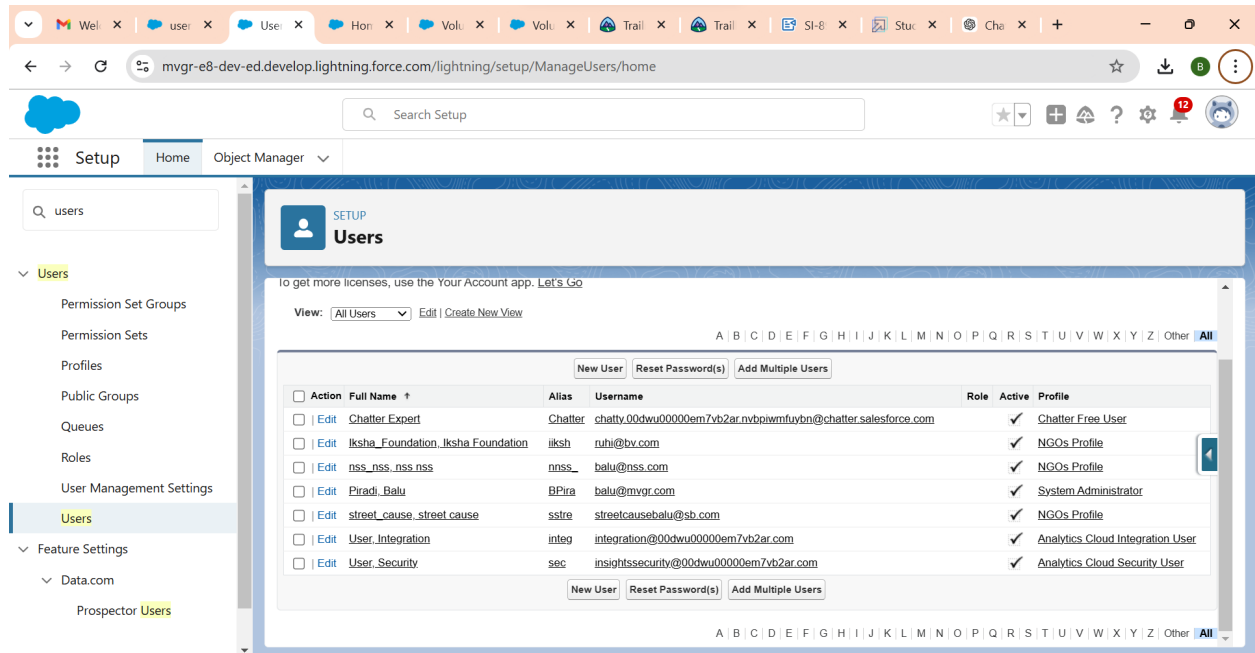 Wel
user
User
Hon
Volu
Volu
Trail
Trail
SI-8
Stuc
Cha
mvgr-e8-dev-ed.develop.lightning.force.com/lightning/setup/ManageUsers/home
B
Search Setup
12
Setup Home Object Manager
users
SETUP
Users
Users
Permission Set Groups
Permission Sets
Profiles
Public Groups
Queues
Roles
User Management Settings
Users
Feature Settings
Data.com
Prospector Users
To get more licenses, use the Your Account app. Let's Go
View: All Users Edit | Create New View
A | B | C | D | E | F | G | H | I | J | K | L | M | N | O | P | Q | R | S | T | U | V | W | X | Y | Z | Other All
New User Reset Password(s) Add Multiple Users
Action Full Name ↑ Alias Username Role Active Profile
| Edit Chatter Expert Chatter chatty.00dwu00000em7vb2ar.nvbpiwmfuybn@chatter.salesforce.com Chatter Free User
| Edit Iksha_Foundation, Iksha Foundation iiksh ruhi@bv.com NGOs Profile
| Edit nss_nss, nss nss nnss_ balu@nss.com NGOs Profile
| Edit Piradi, Balu BPira balu@mvgr.com System Administrator
| Edit street_cause, street cause sstre streetcausebalu@sb.com NGOs Profile
| Edit User, Integration integ integration@00dwu00000em7vb2ar.com Analytics Cloud Integration User
| Edit User, Security sec insightssecurity@00dwu00000em7vb2ar.com Analytics Cloud Security User
New User Reset Password(s) Add Multiple Users
A | B | C | D | E | F | G | H | I | J | K | L | M | N | O | P | Q | R | S | T | U | V | W | X | Y | Z | Other All